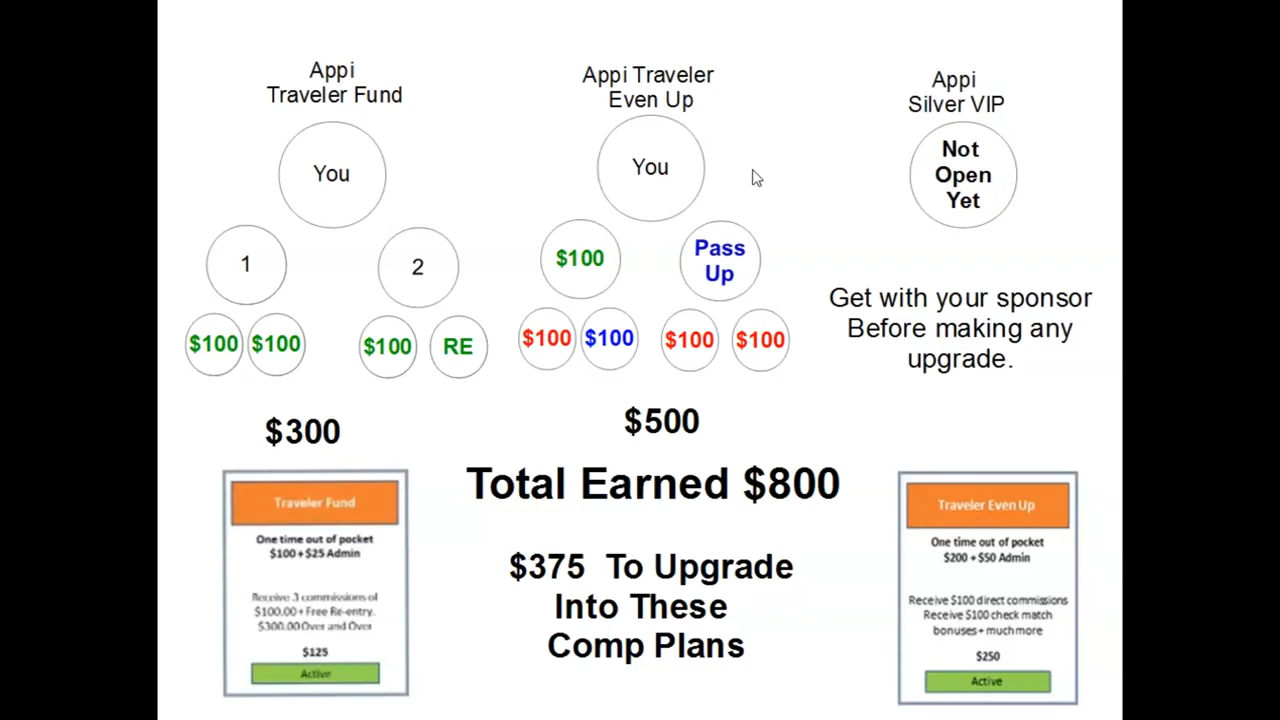 Appi
Traveler Fund
You
1
2
$100
$100
$100
RE
$300
Appi Traveler
Even Up
You
$100
Pass
Up
$100
$100
$100
$100
$500
Appi
Silver VIP
Not
Open
Yet
Get with your sponsor
Before making any
upgrade.
Total Earned $800
$375 To Upgrade
Into These
Comp Plans
Traveler Fund
One time out of pocket
$100 + $25 Admin
Receive 3 commissions of
$100.00 + Free Re-entry.
$300.00 Over and Over
$125
Active
Traveler Even Up
One time out of pocket
$200 + $50 Admin
Receive $100 direct commissions
Receive $100 check match
bonuses + much more
$250
Active